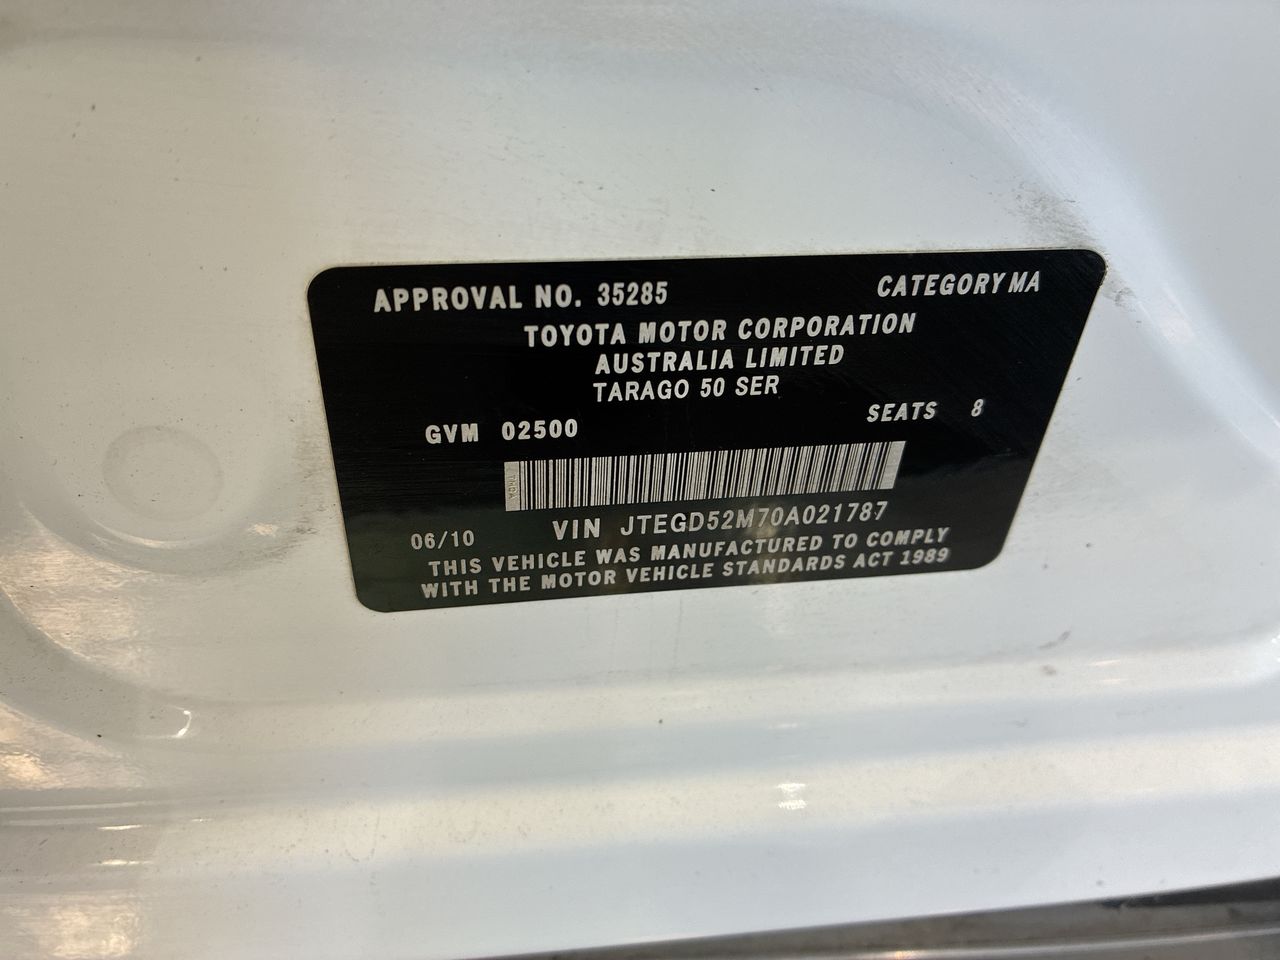 APPROVAL NO. 35285 CATEGORY MA
TOYOTA MOTOR CORPORATION
AUSTRALIA LIMITED
TARAGO 50 SER
GVM 02500 SEATS 8
06/10 VIN JTEGD52M70A021787
THIS VEHICLE WAS MANUFACTURED TO COMPLY
WITH THE MOTOR VEHICLE STANDARDS ACT 1989